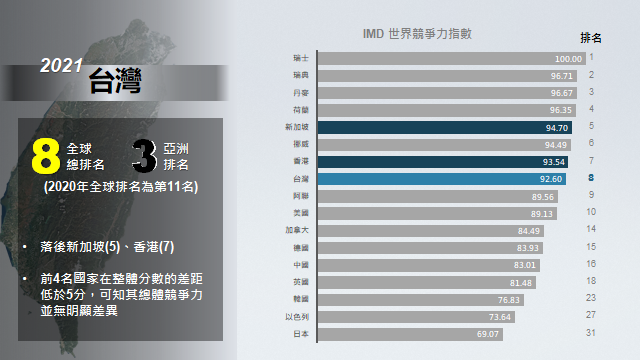 2021
台灣
8 全球總排名
3 亞洲排名
(2020年全球排名為第11名)
• 落後新加坡(5)、香港(7)
• 前4名國家在整體分數的差距
低於5分，可知其總體競爭力
並無明顯差異
IMD 世界競爭力指數
排名
瑞士 100.00 1
瑞典 96.71 2
丹麥 96.67 3
荷蘭 96.35 4
新加坡 94.70 5
挪威 94.49 6
香港 93.54 7
台灣 92.60 8
阿聯 89.56 9
美國 89.13 10
加拿大 84.49 14
德國 83.93 15
中國 83.01 16
英國 81.48 18
韓國 76.83 23
以色列 73.64 27
日本 69.07 31